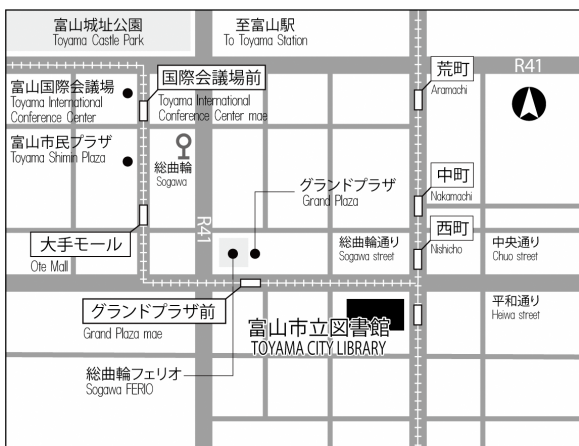 富山城址公園
Toyama Castle Park
至富山駅
To Toyama Station
荒町
Aramachi
R41
富山国際会議場
Toyama International
Conference Center
国際会議場前
Toyama International
Conference Center mae
富山市民プラザ
Toyama Shimin Plaza
総曲輪
Sogawa
グランドプラザ
Grand Plaza
中町
Nakamachi
西町
Nishicho
大手モール
Ote Mall
R41
総曲輪通り
Sogawa street
中央通り
Chuo street
グランドプラザ前
Grand Plaza mae
富山市立図書館
TOYAMA CITY LIBRARY
平和通り
Heiwa street
総曲輪フェリオ
Sogawa FERIO